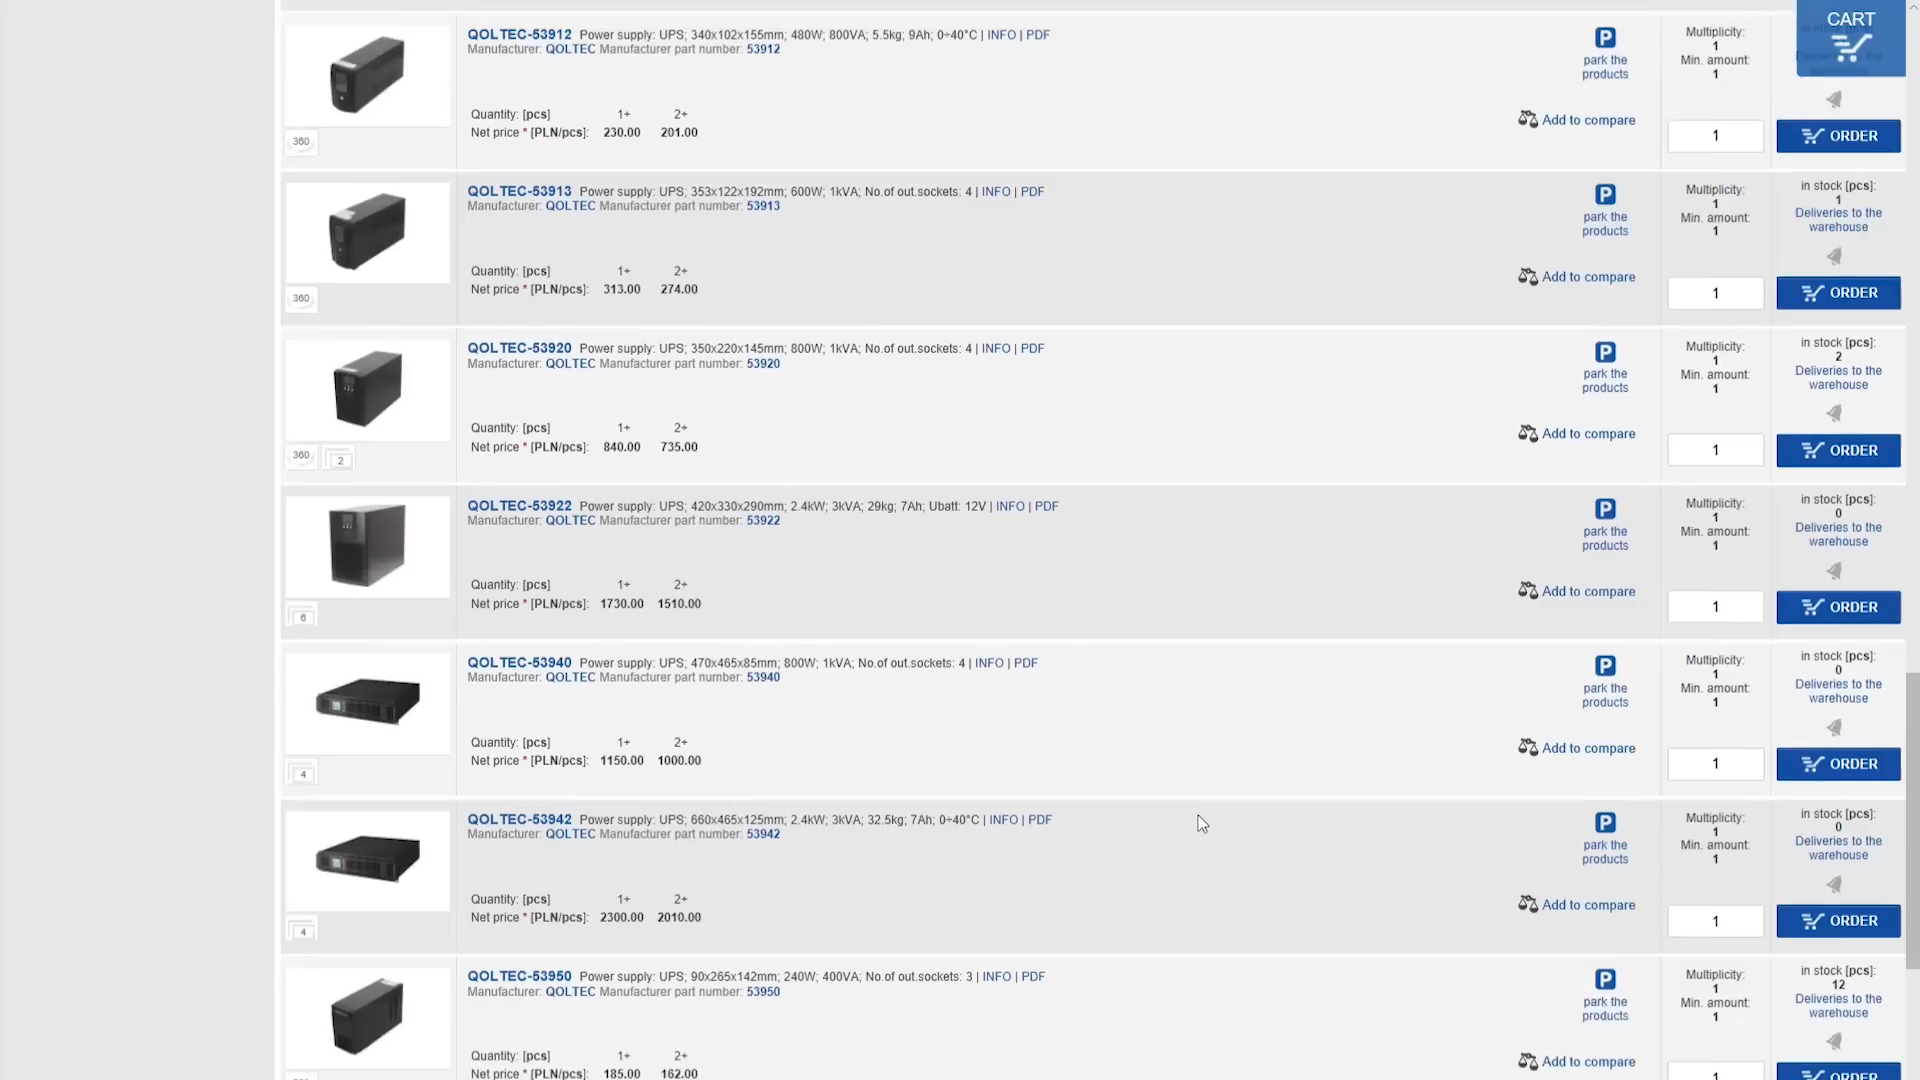 CART
QOLTEC-53912 Power supply: UPS; 340x102x155mm; 480W; 800VA; 5.5kg; 9Ah; 0÷40°C | INFO | PDF
Manufacturer: QOLTEC Manufacturer part number: 53912
Quantity: [pcs] 1+ 2+
Net price * [PLN/pcs]: 230.00 201.00
360
P
park the
products
Add to compare
Multiplicity:
1
Min. amount:
1
1
ORDER
QOLTEC-53913 Power supply: UPS; 353x122x192mm; 600W; 1kVA; No.of out.sockets: 4 | INFO | PDF
Manufacturer: QOLTEC Manufacturer part number: 53913
Quantity: [pcs] 1+ 2+
Net price * [PLN/pcs]: 313.00 274.00
360
P
park the
products
Add to compare
Multiplicity:
1
Min. amount:
1
1
in stock [pcs]:
1
Deliveries to the
warehouse
ORDER
QOLTEC-53920 Power supply: UPS; 350x220x145mm; 800W; 1kVA; No.of out.sockets: 4 | INFO | PDF
Manufacturer: QOLTEC Manufacturer part number: 53920
Quantity: [pcs] 1+ 2+
Net price * [PLN/pcs]: 840.00 735.00
360 2
P
park the
products
Add to compare
Multiplicity:
1
Min. amount:
1
1
in stock [pcs]:
2
Deliveries to the
warehouse
ORDER
QOLTEC-53922 Power supply: UPS; 420x330x290mm; 2.4kW; 3kVA; 29kg; 7Ah; Ubatt: 12V | INFO | PDF
Manufacturer: QOLTEC Manufacturer part number: 53922
Quantity: [pcs] 1+ 2+
Net price * [PLN/pcs]: 1730.00 1510.00
6
P
park the
products
Add to compare
Multiplicity:
1
Min. amount:
1
1
in stock [pcs]:
0
Deliveries to the
warehouse
ORDER
QOLTEC-53940 Power supply: UPS; 470x465x85mm; 800W; 1kVA; No.of out.sockets: 4 | INFO | PDF
Manufacturer: QOLTEC Manufacturer part number: 53940
Quantity: [pcs] 1+ 2+
Net price * [PLN/pcs]: 1150.00 1000.00
4
P
park the
products
Add to compare
Multiplicity:
1
Min. amount:
1
1
in stock [pcs]:
0
Deliveries to the
warehouse
ORDER
QOLTEC-53942 Power supply: UPS; 660x465x125mm; 2.4kW; 3kVA; 32.5kg; 7Ah; 0÷40°C | INFO | PDF
Manufacturer: QOLTEC Manufacturer part number: 53942
Quantity: [pcs] 1+ 2+
Net price * [PLN/pcs]: 2300.00 2010.00
4
P
park the
products
Add to compare
Multiplicity:
1
Min. amount:
1
1
in stock [pcs]:
0
Deliveries to the
warehouse
ORDER
QOLTEC-53950 Power supply: UPS; 90x265x142mm; 240W; 400VA; No.of out.sockets: 3 | INFO | PDF
Manufacturer: QOLTEC Manufacturer part number: 53950
Quantity: [pcs] 1+ 2+
Net price * [PLN/pcs]: 185.00 162.00
P
park the
products
Add to compare
Multiplicity:
1
Min. amount:
1
1
in stock [pcs]:
12
Deliveries to the
warehouse
ORDER